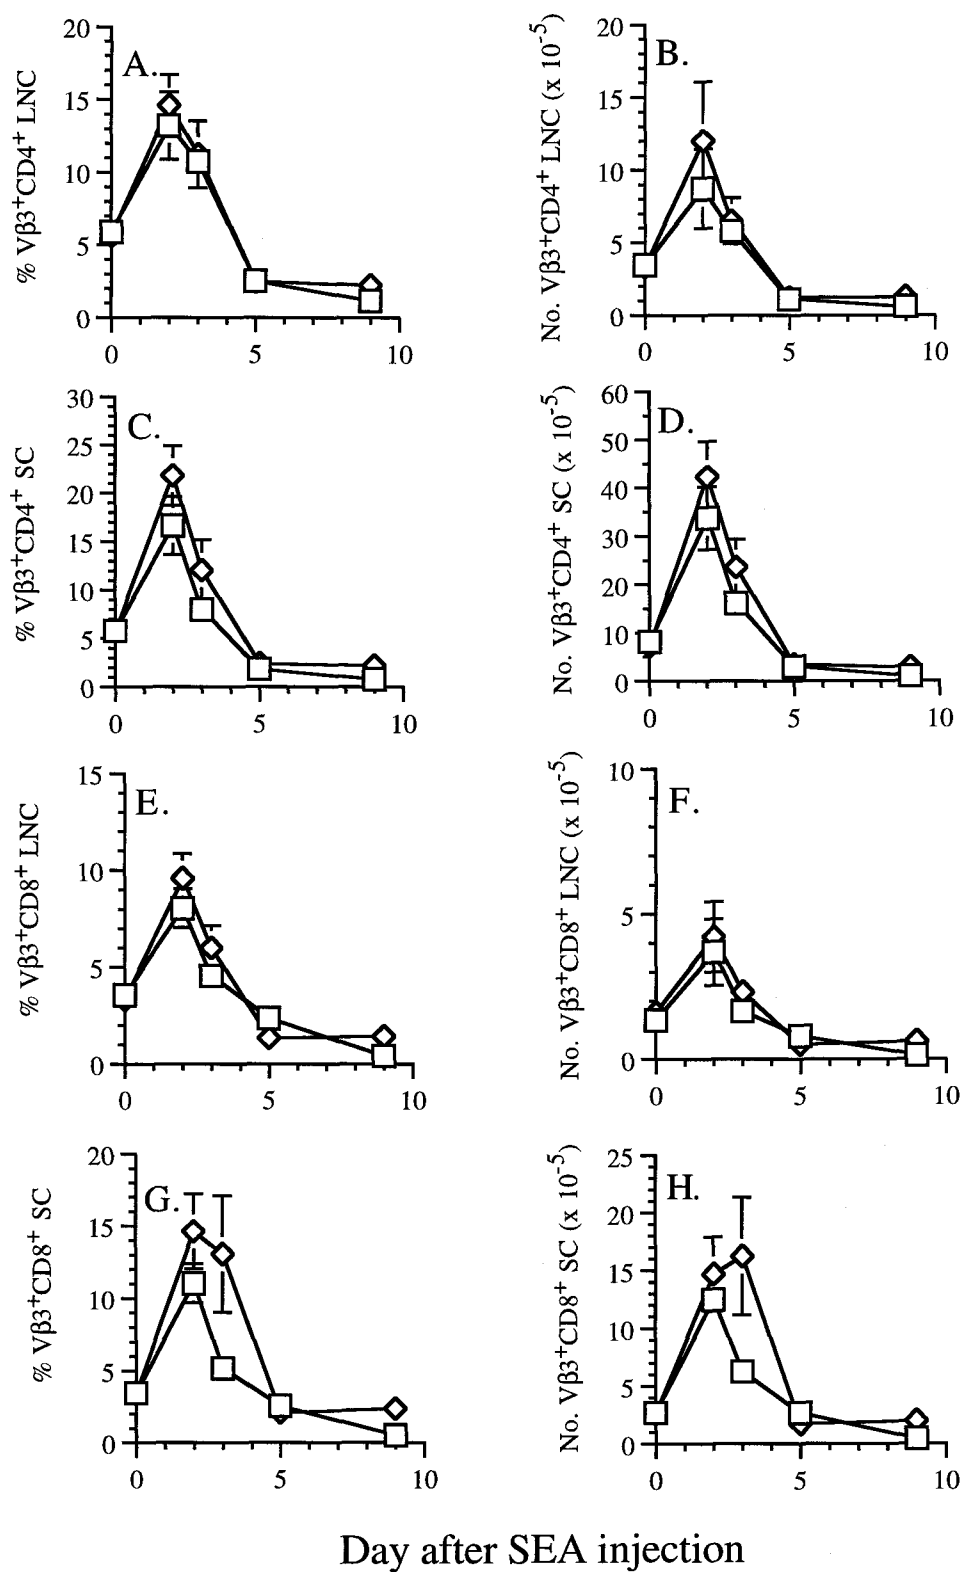 % Vβ3⁺CD4⁺ LNC
A.
20
15
10
5
0
0 5 10
No. Vβ3⁺CD4⁺ LNC (x 10⁻⁵)
B.
20
15
10
5
0
0 5 10
% Vβ3⁺CD4⁺ SC
C.
30
25
20
15
10
5
0
0 5 10
No. Vβ3⁺CD4⁺ SC (x 10⁻⁵)
D.
60
50
40
30
20
10
0
0 5 10
% Vβ3⁺CD8⁺ LNC
E.
15
10
5
0
0 5 10
No. Vβ3⁺CD8⁺ LNC (x 10⁻⁵)
F.
10
5
0
0 5 10
% Vβ3⁺CD8⁺ SC
G.
20
15
10
5
0
0 5 10
No. Vβ3⁺CD8⁺ SC (x 10⁻⁵)
H.
25
20
15
10
5
0
0 5 10
Day after SEA injection